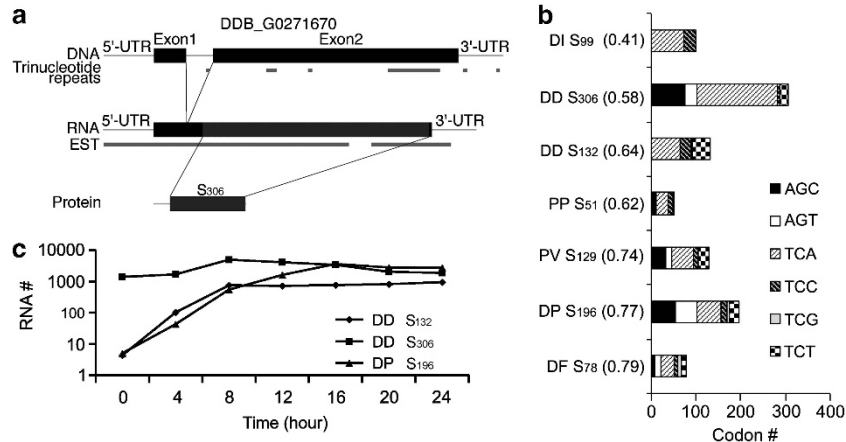 a
DDB_G0271670
5'-UTR Exon1 Exon2 3'-UTR
DNA
Trinucleotide
repeats
5'-UTR 3'-UTR
RNA
EST
S306
Protein
b
DI S99 (0.41)
DD S306 (0.58)
DD S132 (0.64)
PP S51 (0.62)
PV S129 (0.74)
DP S196 (0.77)
DF S78 (0.79)
AGC
AGT
TCA
TCC
TCG
TCT
0 100 200 300 400
Codon #
c
10000
1000
100
10
1
RNA #
DD S132
DD S306
DP S196
0 4 8 12 16 20 24
Time (hour)